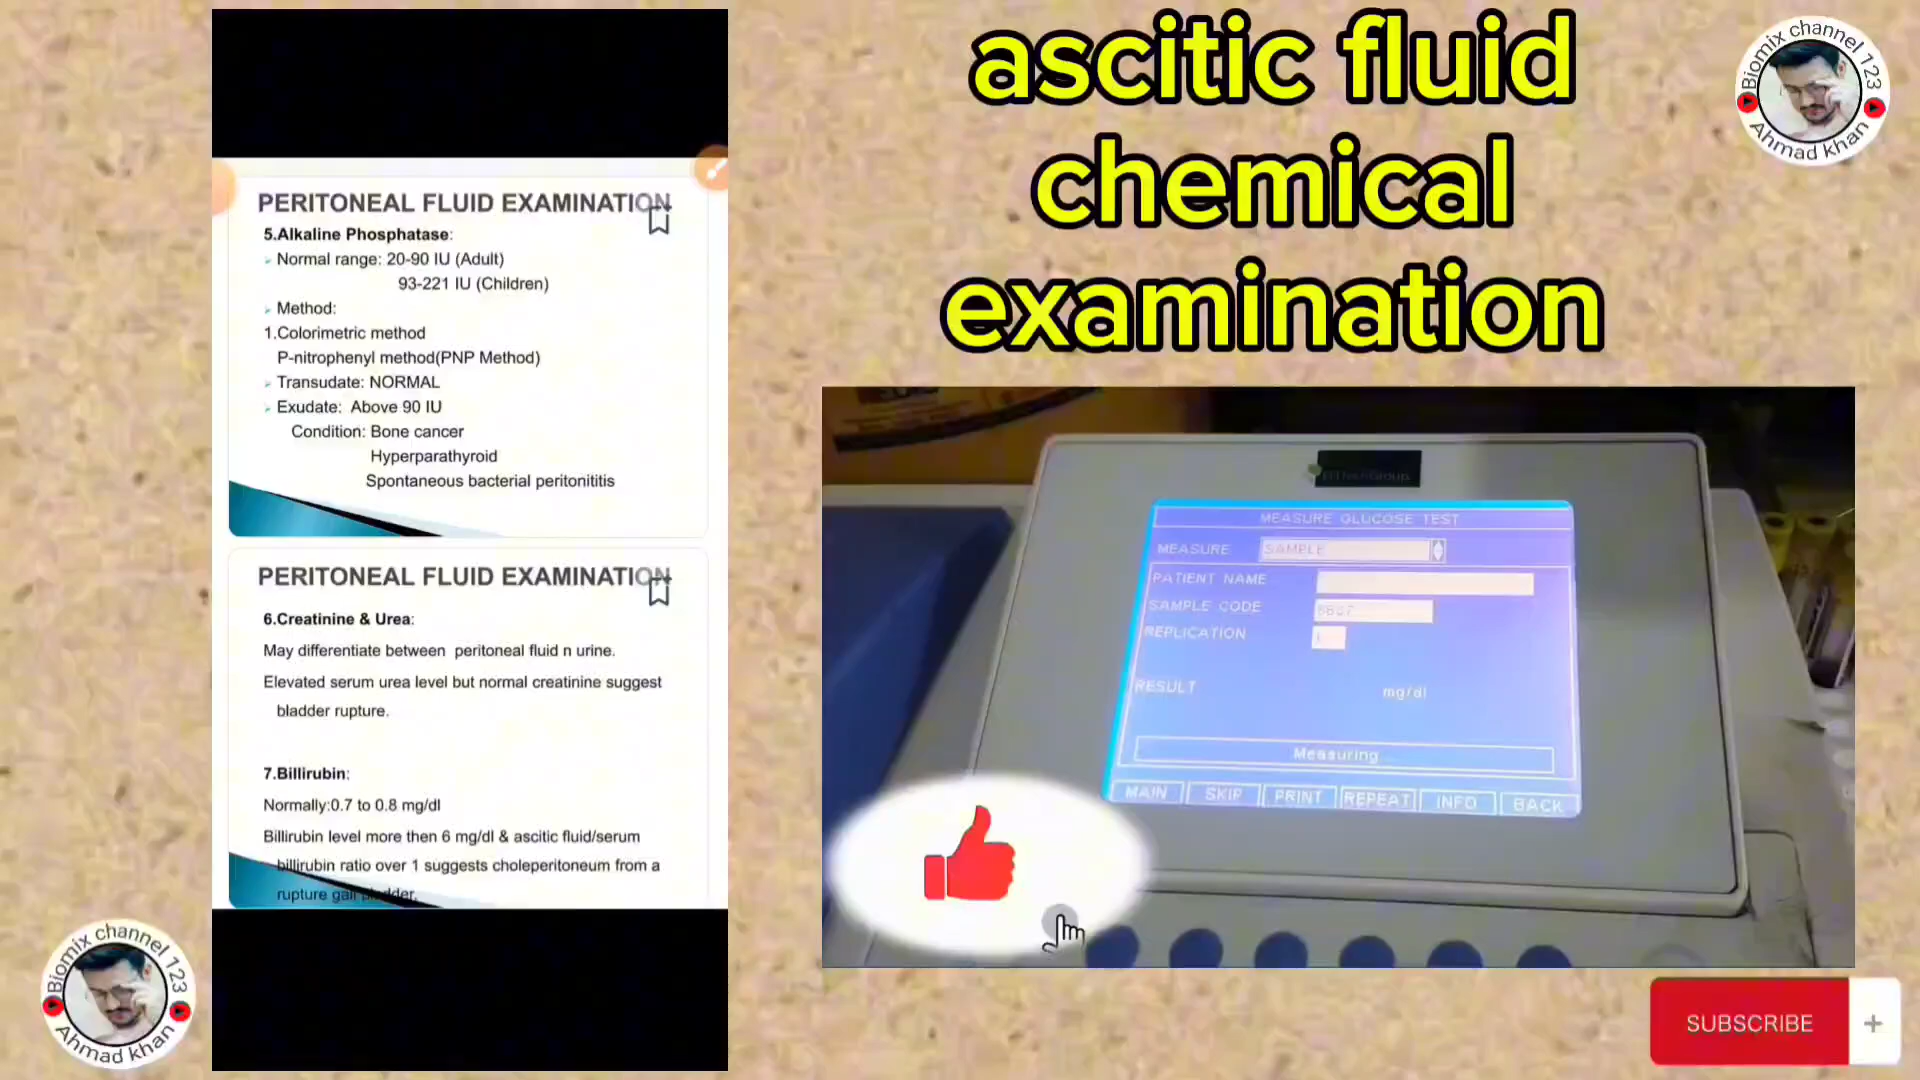 PERITONEAL FLUID EXAMINATION
5.Alkaline Phosphatase:
Normal range: 20-90 IU (Adult)
93-221 IU (Children)
Method:
1.Colorimetric method
P-nitrophenyl method(PNP Method)
Transudate: NORMAL
Exudate: Above 90 IU
Condition: Bone cancer
Hyperparathyroid
Spontaneous bacterial peritonititis
PERITONEAL FLUID EXAMINATION
6.Creatinine & Urea:
May differentiate between peritoneal fluid n urine.
Elevated serum urea level but normal creatinine suggest
bladder rupture.
7.Billirubin:
Normally:0.7 to 0.8 mg/dl
Billirubin level more then 6 mg/dl & ascitic fluid/serum
billirubin ratio over 1 suggests choleperitoneum from a
rupture gall bladder.
ascitic fluid
chemical
examination
Biomix channel 123
Ahmad khan
MEASURE GLUCOSE TEST
MEASURE SAMPLE
PATIENT NAME
SAMPLE CODE
REPLICATION 1
RESULT mg/dl
Measuring
MAIN SKIP PRINT REPEAT INFO BACK
Biomix channel 123
Ahmad khan
SUBSCRIBE +